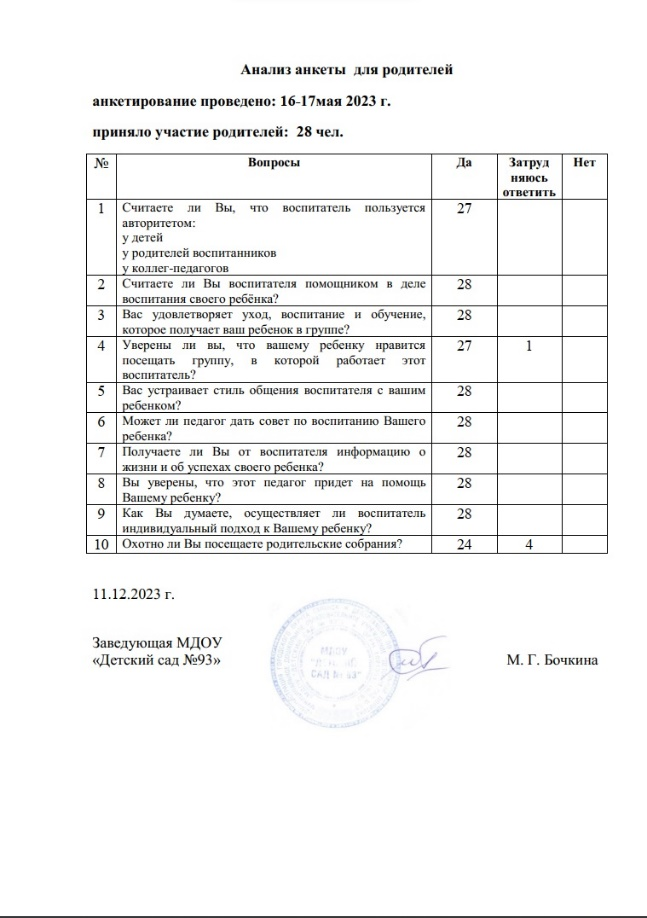 Анализ анкеты для родителей
анкетирование проведено: 16-17мая 2023 г.
приняло участие родителей: 28 чел.
№ Вопросы Да Затруд Нет
няюсь
ответить
1 Считаете ли Вы, что воспитатель пользуется 27
авторитетом:
у детей
у родителей воспитанников
у коллег-педагогов
2 Считаете ли Вы воспитателя помощником в деле 28
воспитания своего ребёнка?
3 Вас удовлетворяет уход, воспитание и обучение, 28
которое получает ваш ребенок в группе?
4 Уверены ли вы, что вашему ребенку нравится 27 1
посещать группу, в которой работает этот
воспитатель?
5 Вас устраивает стиль общения воспитателя с вашим 28
ребенком?
6 Может ли педагог дать совет по воспитанию Вашего 28
ребенка?
7 Получаете ли Вы от воспитателя информацию о 28
жизни и об успехах своего ребенка?
8 Вы уверены, что этот педагог придет на помощь 28
Вашему ребенку?
9 Как Вы думаете, осуществляет ли воспитатель 28
индивидуальный подход к Вашему ребенку?
10 Охотно ли Вы посещаете родительские собрания? 24 4
11.12.2023 г.
Заведующая МДОУ
«Детский сад №93» М. Г. Бочкина
МДОУ
САД № 93"